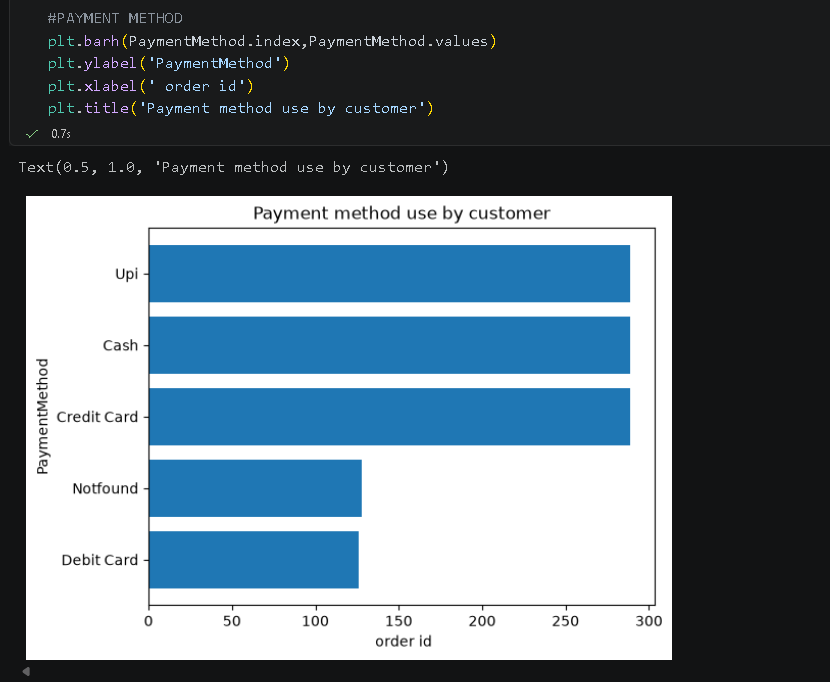 #PAYMENT METHOD
plt.barh(PaymentMethod.index,PaymentMethod.values)
plt.ylabel('PaymentMethod')
plt.xlabel(' order id')
plt.title('Payment method use by customer')
0.7s
Text(0.5, 1.0, 'Payment method use by customer')
Payment method use by customer
PaymentMethod
Upi
Cash
Credit Card
Notfound
Debit Card
0 50 100 150 200 250 300
order id